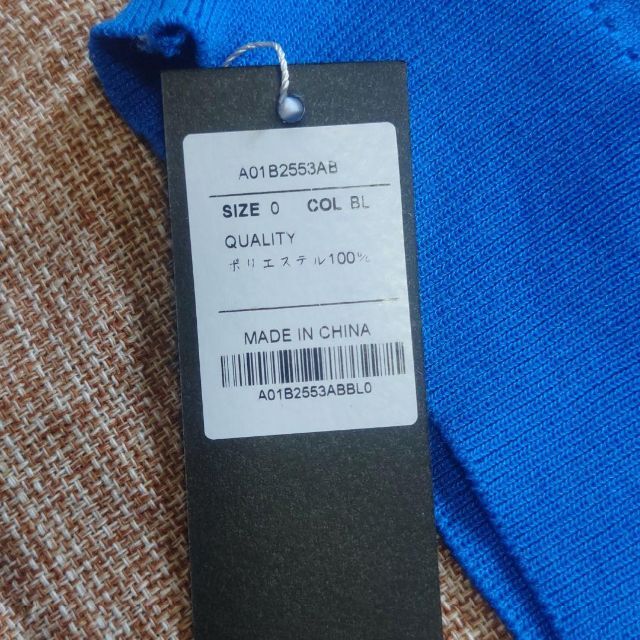 A01B2553AB
SIZE 0 COL BL
QUALITY
ポリエステル100%
MADE IN CHINA
A01B2553ABBL0